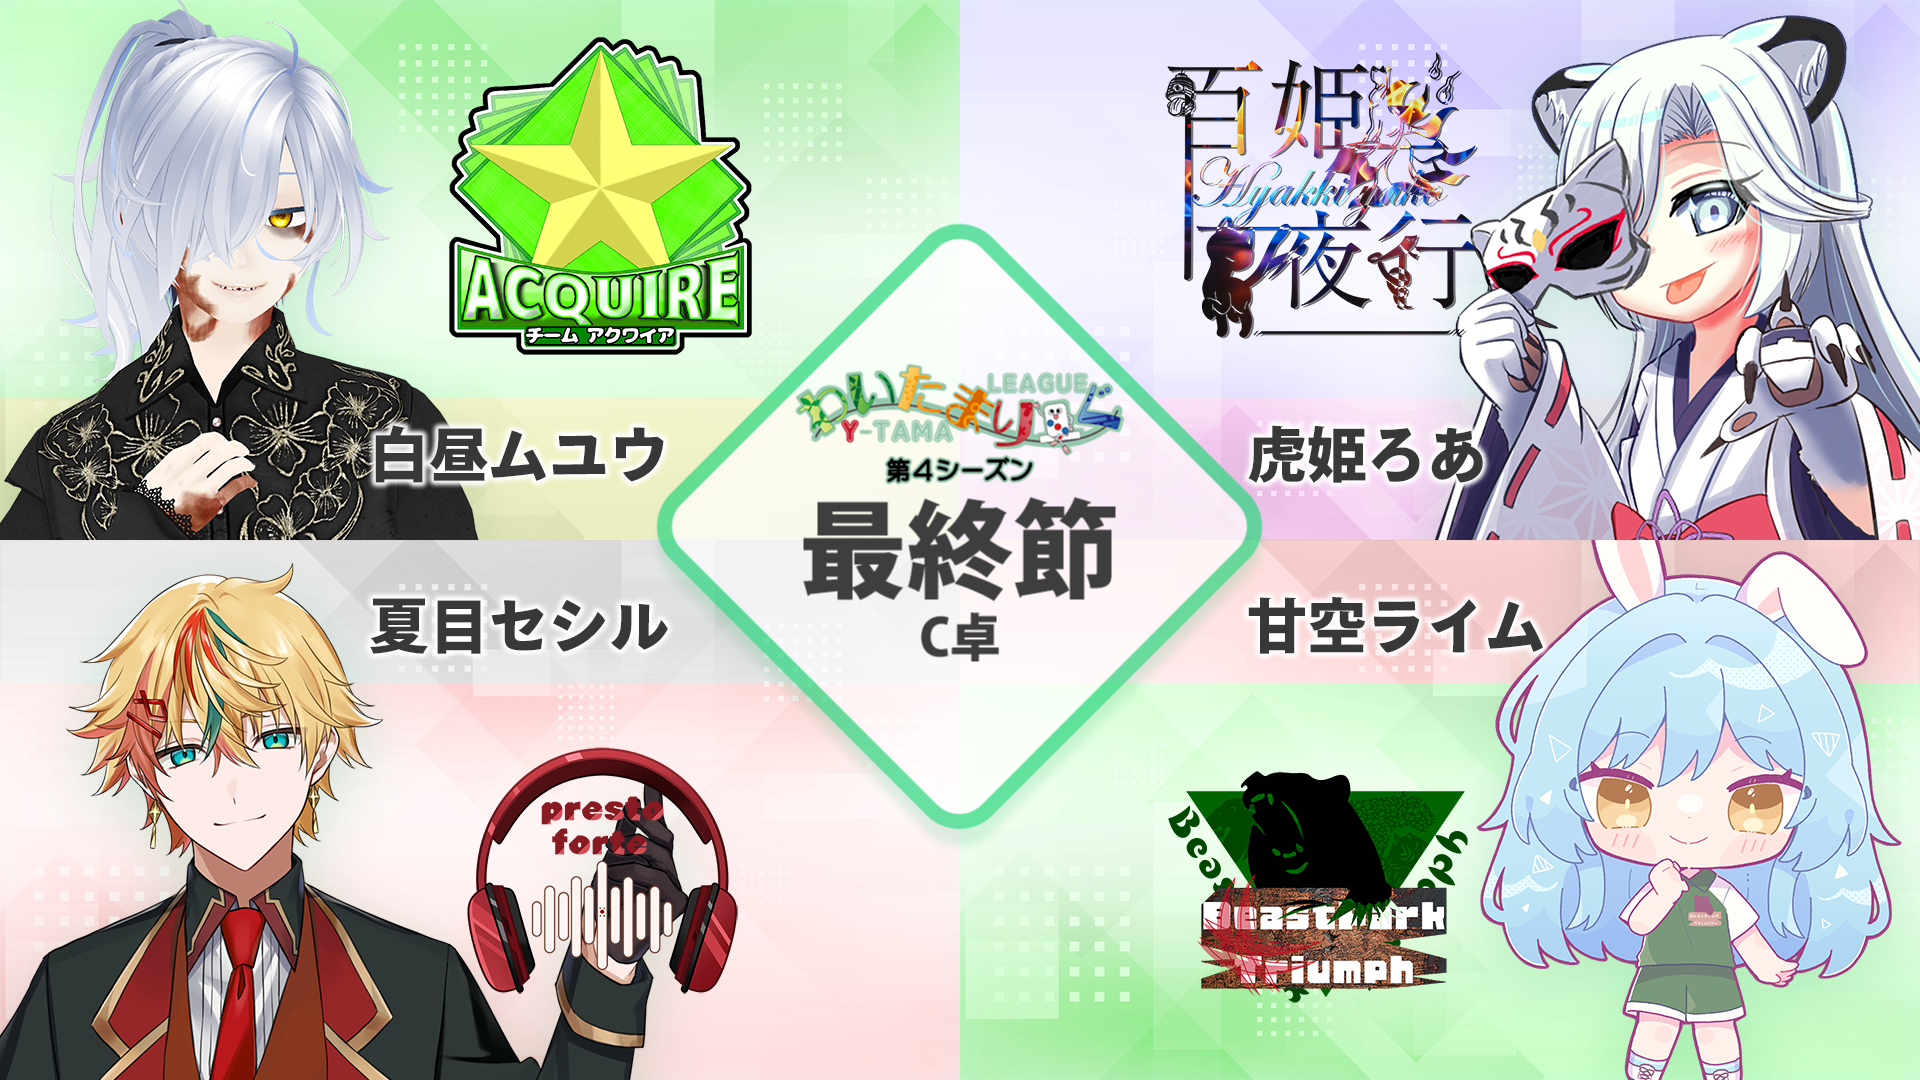 ACQUIRE
チーム アクワイア
白昼ムユウ
百姫
Hyakkiyako
夜行
虎姫ろあ
わいたまりーぐ
LEAGUE
Y-TAMA
第4シーズン
最終節
C卓
夏目セシル
presto
forte
甘空ライム
Triumph